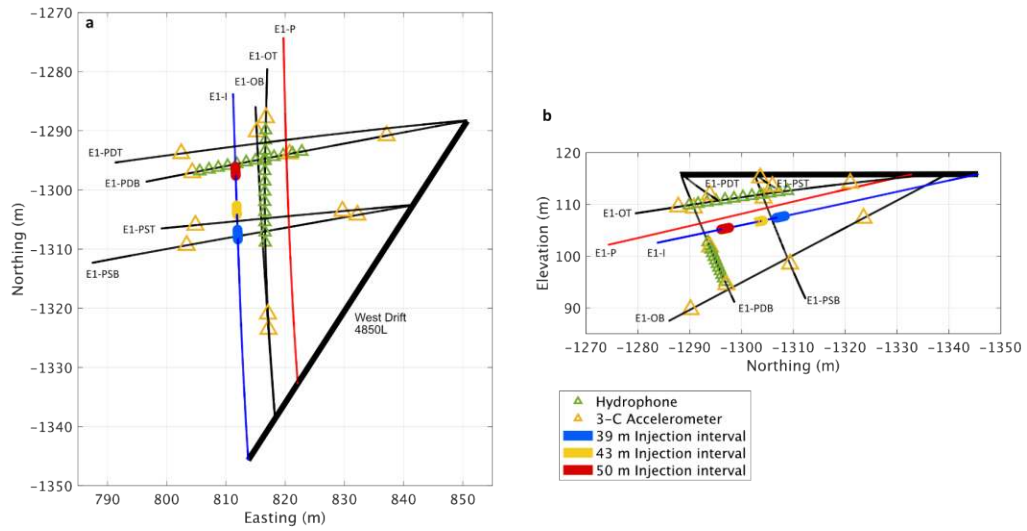 a
-1270
-1280
-1290
-1300
-1310
-1320
-1330
-1340
-1350
Northing (m)
790 800 810 820 830 840 850
Easting (m)
E1-P
E1-OT
E1-OB
E1-I
E1-PDT
E1-PDB
E1-PST
E1-PSB
West Drift
4850L
b
120
110
100
90
Elevation (m)
E1-PDT
E1-PST
E1-OT
E1-P
E1-I
E1-OB
E1-PDB
E1-PSB
-1270 -1280 -1290 -1300 -1310 -1320 -1330 -1340 -1350
Northing (m)
Hydrophone
3-C Accelerometer
39 m Injection interval
43 m Injection interval
50 m Injection interval